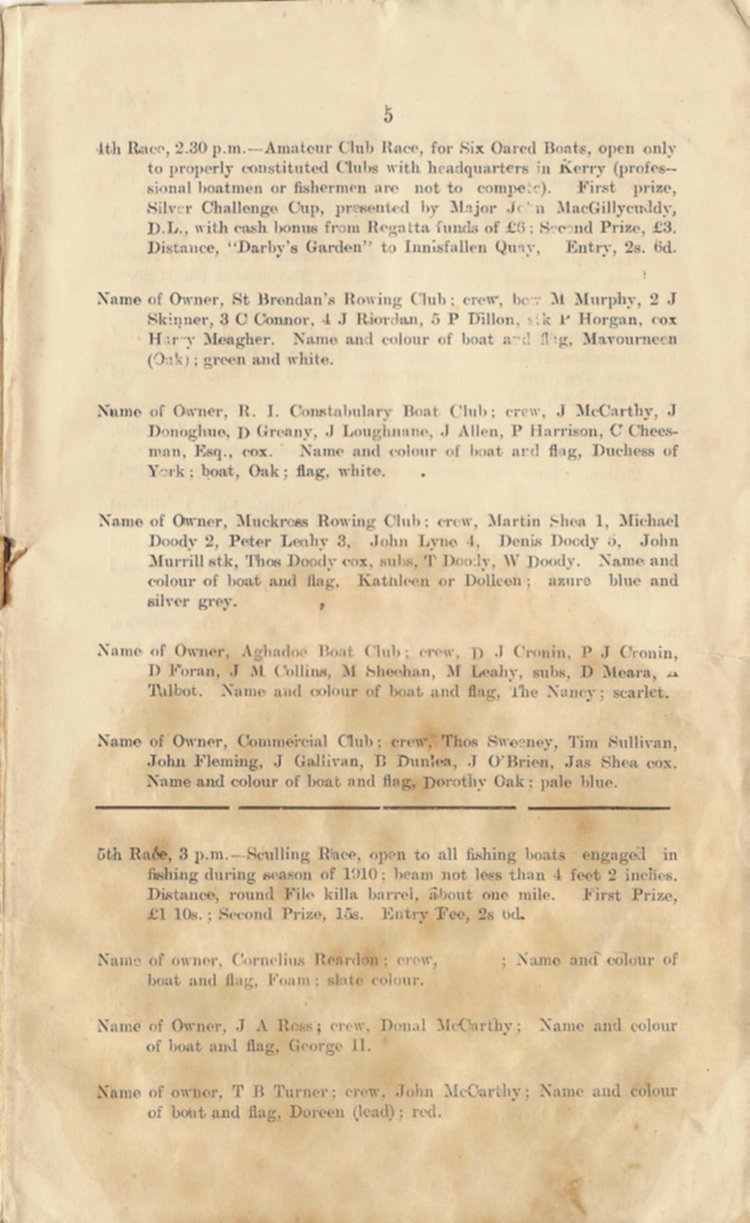 5
4th Race, 2.30 p.m.—Amateur Club Race, for Six Oared Boats, open only
to properly constituted Clubs with headquarters in Kerry (profes-
sional boatmen or fishermen are not to compete). First prize,
Silver Challenge Cup, presented by Major John MacGillycuddy,
D.L., with cash bonus from Regatta funds of £6; Second Prize, £3.
Distance, "Darby's Garden" to Innisfallen Quay, Entry, 2s. 6d.
Name of Owner, St Brendan's Rowing Club; crew, bow M Murphy, 2 J
Skinner, 3 C Connor, 4 J Riordan, 5 P Dillon, stk P Horgan, cox
Harry Meagher. Name and colour of boat and flag, Mavourneen
(Oak); green and white.
Name of Owner, R. I. Constabulary Boat Club; crew, J McCarthy, J
Donoghue, D Greany, J Loughnane, J Allen, P Harrison, C Chees-
man, Esq., cox. Name and colour of boat and flag, Duchess of
York; boat, Oak; flag, white.
Name of Owner, Muckross Rowing Club; crew, Martin Shea 1, Michael
Doody 2, Peter Leahy 3, John Lyne 4, Denis Doody 5, John
Murrill stk, Thos Doody cox, subs, T Doody, W Doody. Name and
colour of boat and flag, Kathleen or Dolleen; azure blue and
silver grey.
Name of Owner, Aghadoe Boat Club; crew, D J Cronin, P J Cronin,
D Foran, J M Collins, M Sheehan, M Leahy, subs, D Meara,
Talbot. Name and colour of boat and flag, The Nancy; scarlet.
Name of Owner, Commercial Club; crew, Thos Sweeney, Tim Sullivan,
John Fleming, J Gallivan, B Dunlea, J O'Brien, Jas Shea cox.
Name and colour of boat and flag, Dorothy Oak; pale blue.
5th Race, 3 p.m.—Sculling Race, open to all fishing boats engaged in
fishing during season of 1910; beam not less than 4 feet 2 inches.
Distance, round File killa barrel, about one mile. First Prize,
£1 10s.; Second Prize, 15s. Entry Fee, 2s 6d.
Name of owner, Cornelius Reardon; crew, ; Name and colour of
boat and flag, Foam; slate colour.
Name of Owner, J A Ross; crew, Donal McCarthy; Name and colour
of boat and flag, George II.
Name of owner, T B Turner; crew, John McCarthy; Name and colour
of boat and flag, Doreen (lead); red.